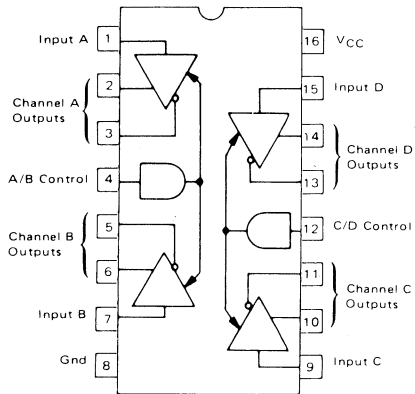 Input A
1
16
VCC
2
15
Input D
Channel A
Outputs
14
Channel D
Outputs
3
13
A/B Control
4
12
C/D Control
Channel B
Outputs
5
11
Channel C
Outputs
6
10
Input B
7
Gnd
8
9
Input C